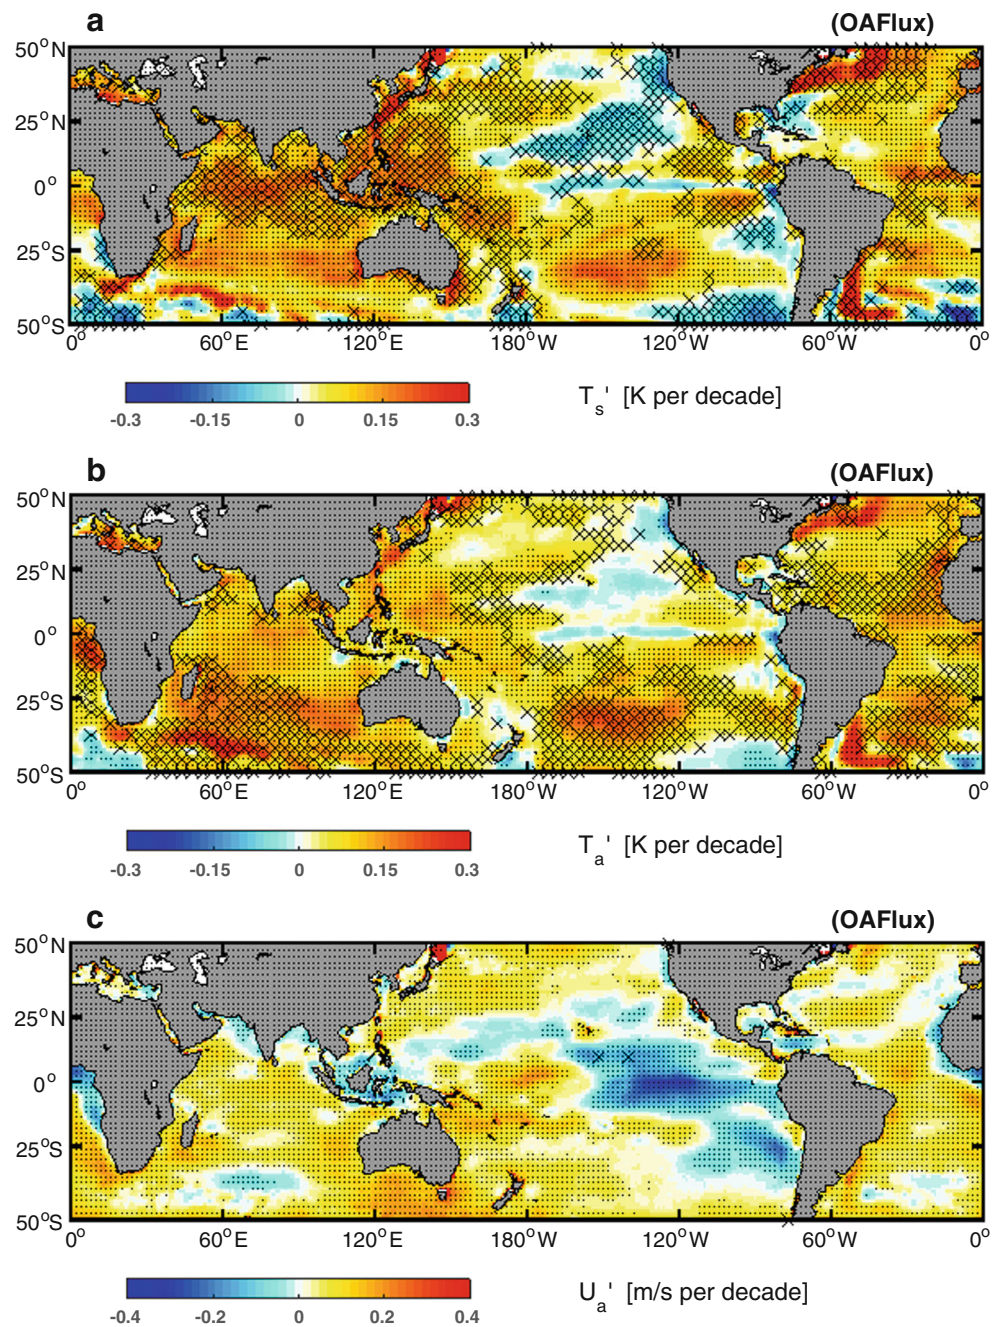 a (OAFlux)
50°N
25°N
0°
25°S
50°S
0° 60°E 120°E 180°W 120°W 60°W 0°
-0.3 -0.15 0 0.15 0.3
Ts' [K per decade]
b (OAFlux)
50°N
25°N
0°
25°S
50°S
0° 60°E 120°E 180°W 120°W 60°W 0°
-0.3 -0.15 0 0.15 0.3
Ta' [K per decade]
c (OAFlux)
50°N
25°N
0°
25°S
50°S
0° 60°E 120°E 180°W 120°W 60°W 0°
-0.4 -0.2 0 0.2 0.4
Ua' [m/s per decade]